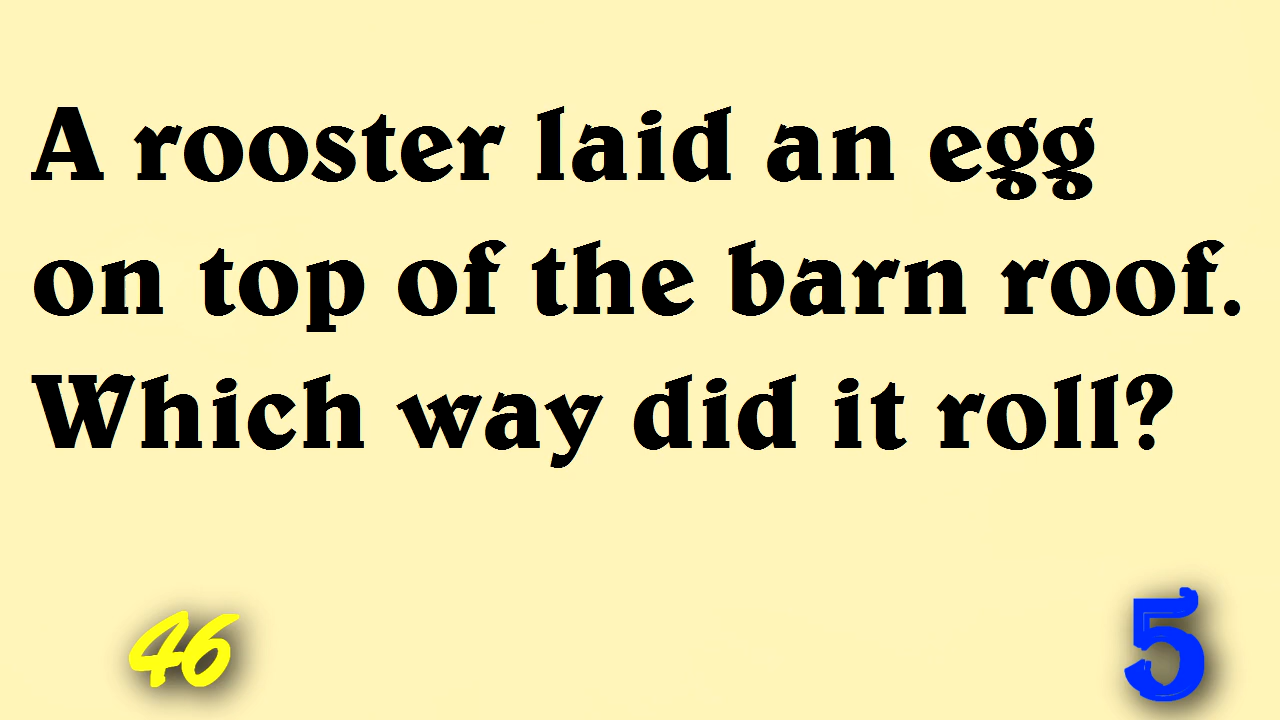 A rooster laid an egg
on top of the barn roof.
Which way did it roll?
46
5